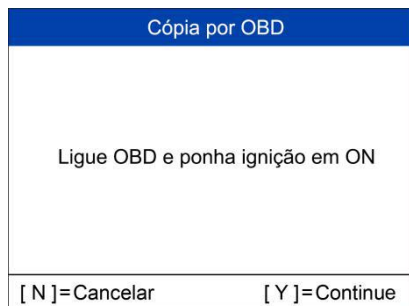 Cópia por OBD
Ligue OBD e ponha ignição em ON
[ N ]=Cancelar [ Y ]=Continue